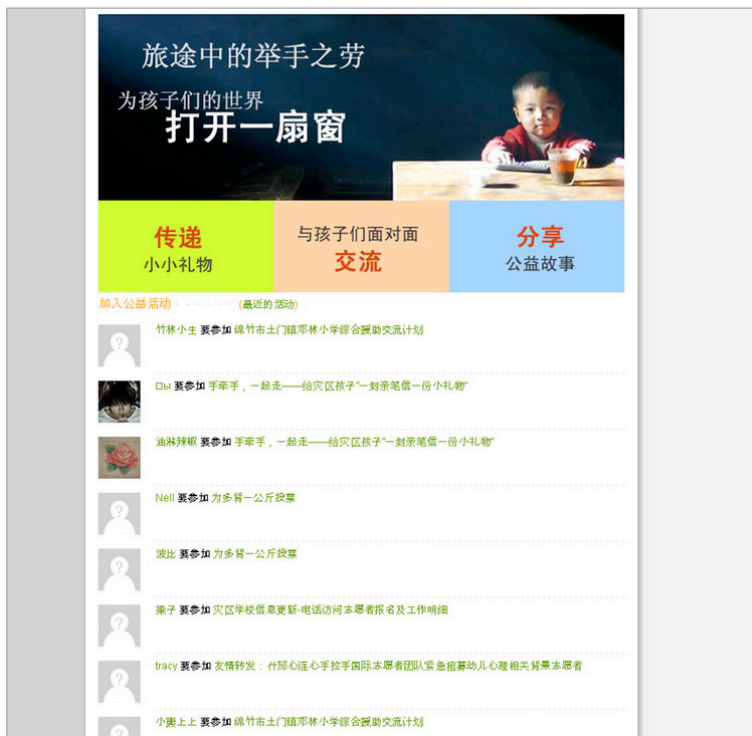 旅途中的举手之劳
为孩子们的世界
打开一扇窗
传递
小小礼物
与孩子们面对面
交流
分享
公益故事
加入公益活动 · · · · · · (最近的活动)
竹林小生 要参加 绵竹市土门镇邓林小学综合援助交流计划
Dbl 要参加 手牵手，一起走——给灾区孩子“一封亲笔信一份小礼物”
油淋辣椒 要参加 手牵手，一起走——给灾区孩子“一封亲笔信一份小礼物”
Nell 要参加 为多背一公斤投票
波比 要参加 为多背一公斤投票
梁子 要参加 灾区学校信息更新-电话访问志愿者报名及工作明细
tracy 要参加 友情转发：什邡心连心手拉手国际志愿者团队紧急招募幼儿心理相关背景志愿者
小搬上上 要参加 绵竹市土门镇邓林小学综合援助交流计划